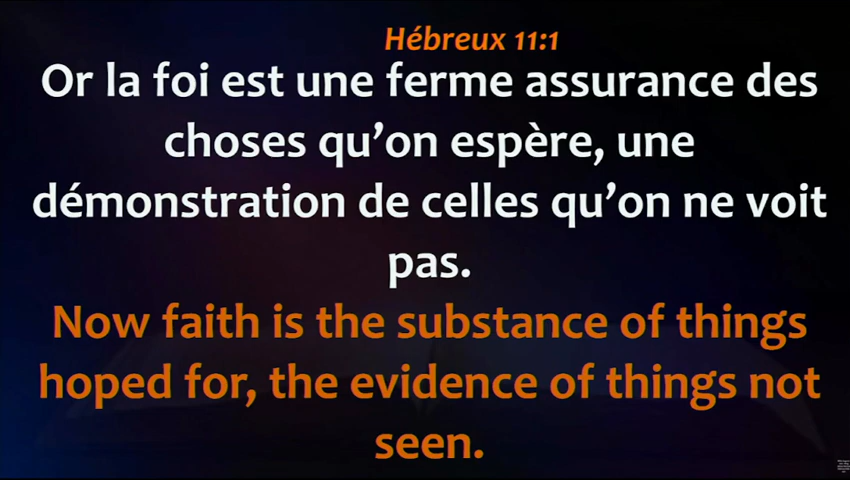 Hébreux 11:1
Or la foi est une ferme assurance des
choses qu’on espère, une
démonstration de celles qu’on ne voit
pas.
Now faith is the substance of things
hoped for, the evidence of things not
seen.